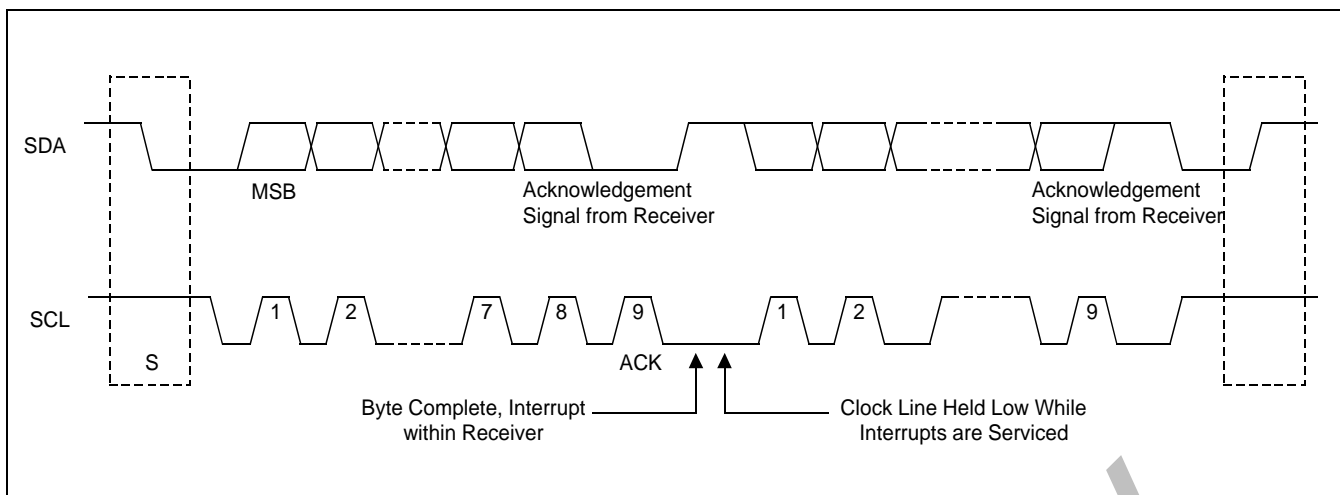 SDA
MSB
Acknowledgement
Signal from Receiver
Acknowledgement
Signal from Receiver
SCL
1
2
7
8
9
1
2
9
S
ACK
Byte Complete, Interrupt
within Receiver
Clock Line Held Low While
Interrupts are Serviced